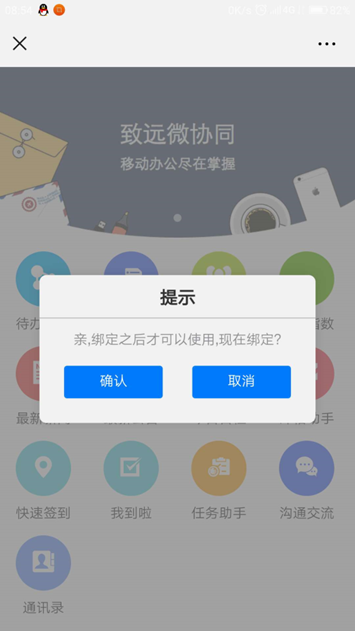 致远微协同
移动办公尽在掌握
提示
亲,绑定之后才可以使用,现在绑定?
确认
取消
待办
快速签到
我到啦
任务助手
沟通交流
通讯录